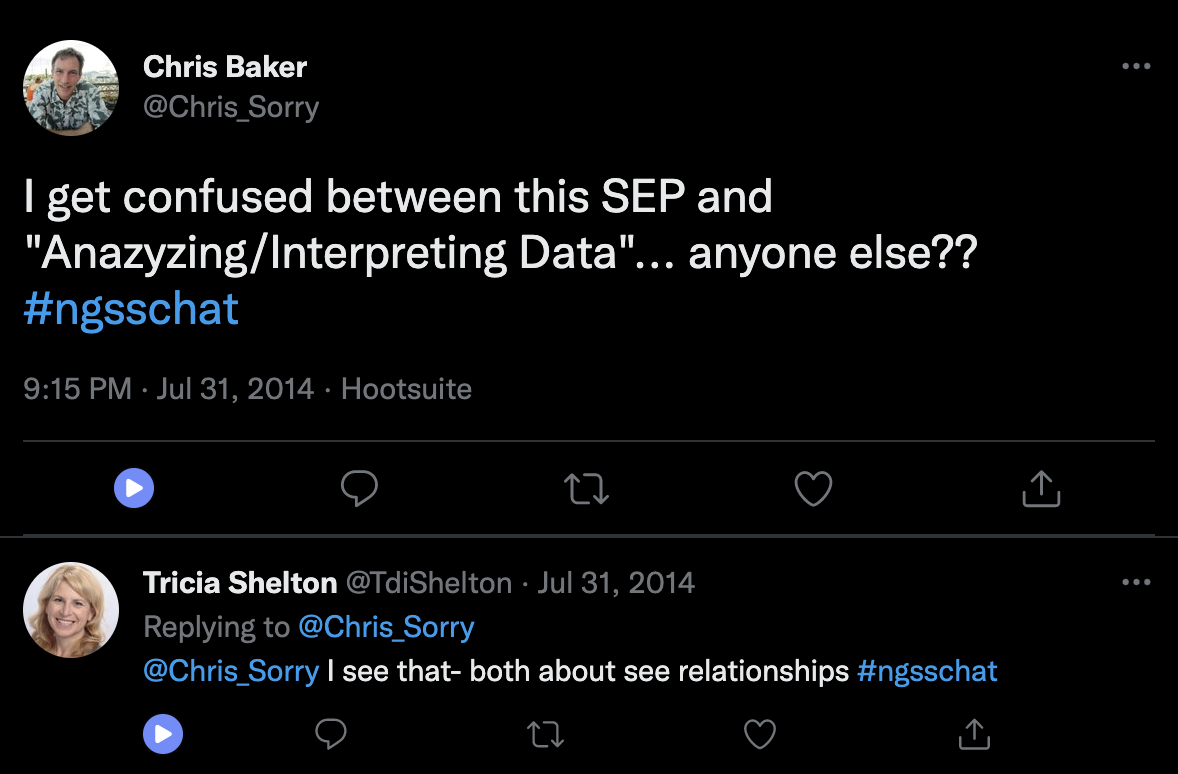 Chris Baker
@Chris_Sorry
I get confused between this SEP and
"Anazyzing/Interpreting Data"... anyone else??
#ngsschat
9:15 PM · Jul 31, 2014 · Hootsuite
Tricia Shelton @TdiShelton · Jul 31, 2014
Replying to @Chris_Sorry
@Chris_Sorry I see that- both about see relationships #ngsschat